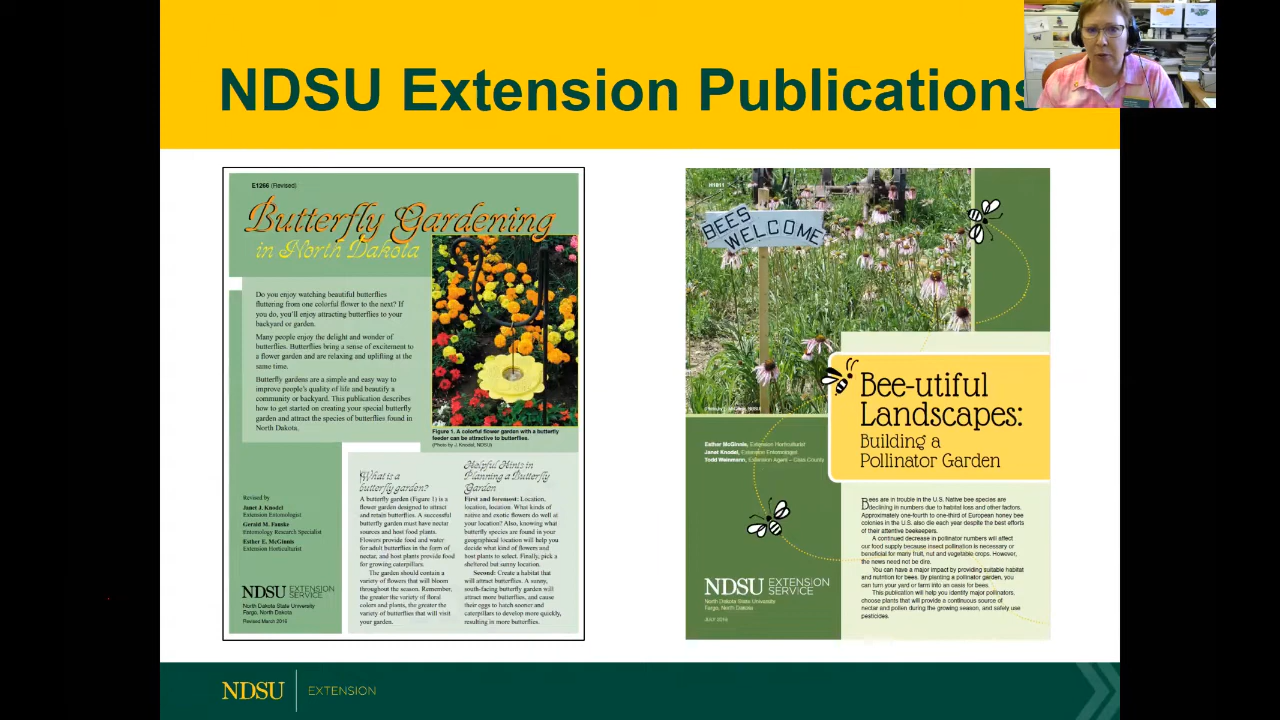 NDSU Extension Publications
E1266 (Revised)
Butterfly Gardening
in North Dakota
Do you enjoy watching beautiful butterflies
fluttering from one colorful flower to the next? If
you do, you'll enjoy attracting butterflies to your
backyard or garden.
Many people enjoy the delight and wonder of
butterflies. Butterflies bring a sense of excitement to
a flower garden and are relaxing and uplifting at the
same time.
Butterfly gardens are a simple and easy way to
improve people's quality of life and beautify a
community or backyard. This publication describes
how to get started on creating your special butterfly
garden and attract the species of butterflies found in
North Dakota.
Figure 1. A colorful flower garden with a butterfly
feeder can be attractive to butterflies.
(Photo by J. Knodel, NDSU)
What is a
butterfly garden?
A butterfly garden (Figure 1) is a
flower garden designed to attract
and retain butterflies. A successful
butterfly garden must have nectar
sources and host food plants.
Flowers provide food and water
for adult butterflies in the form of
nectar, and host plants provide food
for growing caterpillars.
The garden should contain a
variety of flowers that will bloom
throughout the season. Remember,
the greater the variety of floral
colors and plants, the greater the
variety of butterflies that will visit
your garden.
Helpful Hints in
Planning a Butterfly
Garden
First and foremost: Location,
location, location. What kinds of
native and exotic flowers do well at
your location? Also, knowing what
butterfly species are found in your
geographical location will help you
decide what kind of flowers and
host plants to select. Finally, pick a
sheltered but sunny location.
Second: Create a habitat that
will attract butterflies. A sunny,
south-facing butterfly garden will
attract more butterflies, and cause
their eggs to hatch sooner and
caterpillars to develop more quickly,
resulting in more butterflies.
Revised by
Janet J. Knodel
Extension Entomologist
Gerald M. Fauske
Entomology Research Specialist
Esther E. McGinnis
Extension Horticulturist
NDSU EXTENSION SERVICE
North Dakota State University
Fargo, North Dakota
Revised March 2016
H1811
BEES
WELCOME
Bee-utiful
Landscapes:
Building a
Pollinator Garden
Esther McGinnis, Extension Horticulturist
Janet Knodel, Extension Entomologist
Todd Weinmann, Extension Agent – Cass County
Bees are in trouble in the U.S. Native bee species are
declining in numbers due to habitat loss and other factors.
Approximately one-fourth to one-third of European honey bee
colonies in the U.S. also die each year despite the best efforts
of their attentive beekeepers.
A continued decrease in pollinator numbers will affect
our food supply because insect pollination is necessary or
beneficial for many fruit, nut and vegetable crops. However,
the news need not be dire.
You can have a major impact by providing suitable habitat
and nutrition for bees. By planting a pollinator garden, you
can turn your yard or farm into an oasis for bees.
This publication will help you identify major pollinators,
choose plants that will provide a continuous source of
nectar and pollen during the growing season, and safely use
pesticides.
NDSU EXTENSION SERVICE
North Dakota State University
Fargo, North Dakota
JULY 2016
NDSU EXTENSION